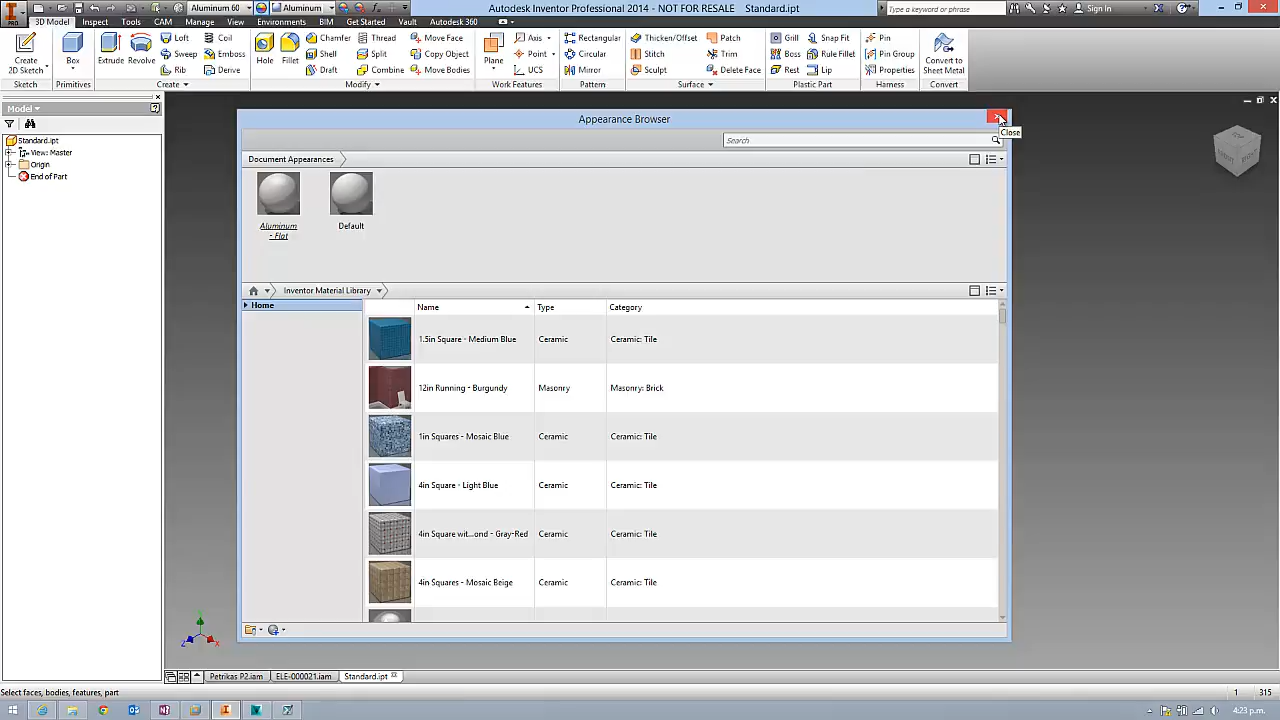 Aluminum 60
Aluminum
Autodesk Inventor Professional 2014 - NOT FOR RESALE Standard.ipt
Type a keyword or phrase
Sign In
PRO
3D Model
Inspect
Tools
CAM
Manage
View
Environments
BIM
Get Started
Vault
Autodesk 360
Create
2D Sketch
Box
Extrude
Revolve
Loft
Sweep
Rib
Coil
Emboss
Derive
Hole
Fillet
Chamfer
Shell
Draft
Thread
Split
Combine
Move Face
Copy Object
Move Bodies
Plane
Axis
Point
UCS
Rectangular
Circular
Mirror
Thicken/Offset
Stitch
Sculpt
Patch
Trim
Delete Face
Grill
Boss
Rest
Snap Fit
Rule Fillet
Lip
Pin
Pin Group
Properties
Convert to
Sheet Metal
Sketch
Primitives
Create
Modify
Work Features
Pattern
Surface
Plastic Part
Harness
Convert
Model
Standard.ipt
View: Master
Origin
End of Part
Appearance Browser
Close
Search
Document Appearances
Aluminum
- Flat
Default
Inventor Material Library
Home
Name Type Category
1.5in Square - Medium Blue Ceramic Ceramic: Tile
12in Running - Burgundy Masonry Masonry: Brick
1in Squares - Mosaic Blue Ceramic Ceramic: Tile
4in Square - Light Blue Ceramic Ceramic: Tile
4in Square wit...ond - Gray-Red Ceramic Ceramic: Tile
4in Squares - Mosaic Beige Ceramic Ceramic: Tile
Z
X
Petrikas P2.iam
ELE-000021.iam
Standard.ipt
Select faces, bodies, features, part
1
315
4:23 p.m.